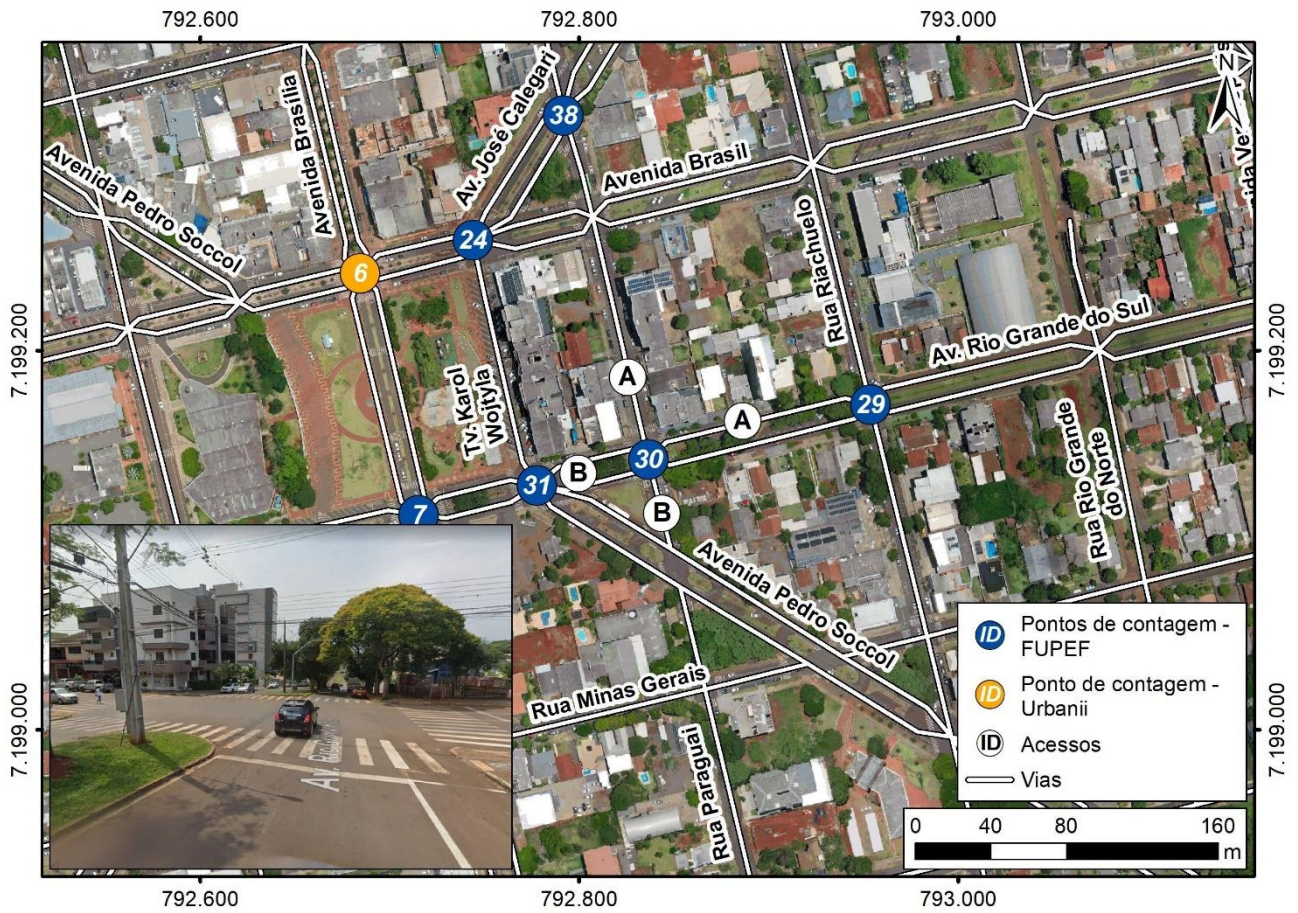 792.600
792.800
793.000
7.199.200
7.199.000
7.199.200
7.199.000
N
Avenida Brasília
Av. José Calegari
38
Avenida Pedro Soccol
Avenida Brasil
24
6
Rua Riachuelo
Av. Rio Grande do Sul
A
Tv. Karol
Wojtyla
A
29
30
B
31
7
B
Rua Rio Grande
do Norte
Avenida Pedro Soccol
Rua Minas Gerais
Rua Paraguai
ID
Pontos de contagem -
FUPEF
ID
Ponto de contagem -
Urbanii
ID
Acessos
Vias
0
40
80
160
m
792.600
792.800
793.000